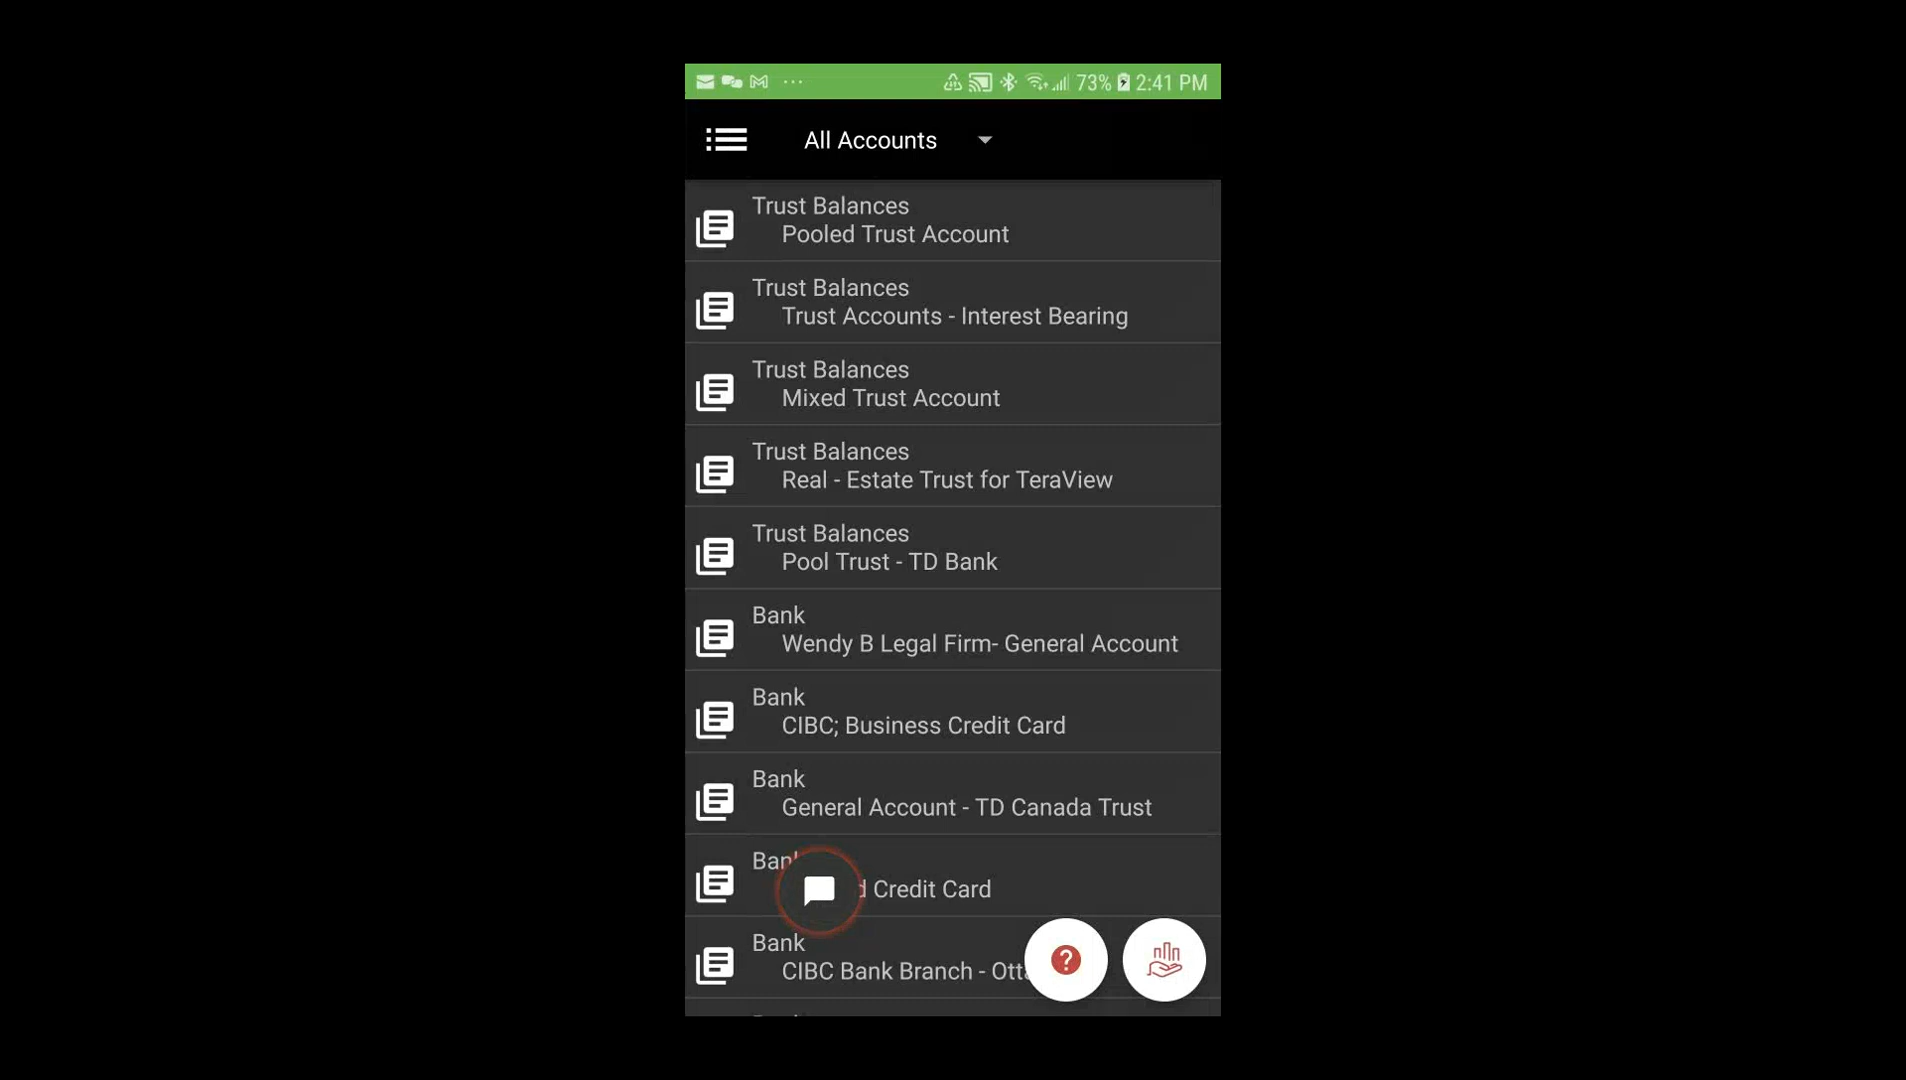 73% 2:41 PM
All Accounts
Trust Balances
Pooled Trust Account
Trust Balances
Trust Accounts - Interest Bearing
Trust Balances
Mixed Trust Account
Trust Balances
Real - Estate Trust for TeraView
Trust Balances
Pool Trust - TD Bank
Bank
Wendy B Legal Firm- General Account
Bank
CIBC; Business Credit Card
Bank
General Account - TD Canada Trust
Bank
Credit Card
Bank
CIBC Bank Branch -
?